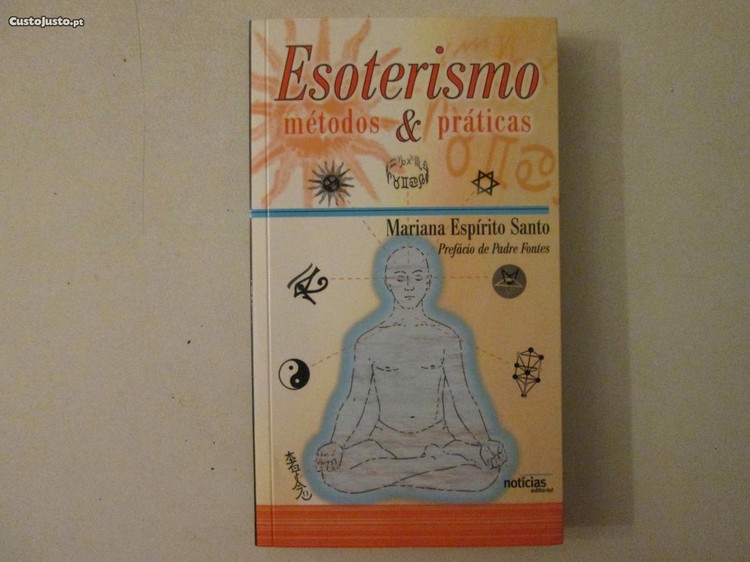 CustoJusto.pt
Esoterismo
métodos & práticas
Mariana Espírito Santo
Prefácio de Padre Fontes
notícias
editorial